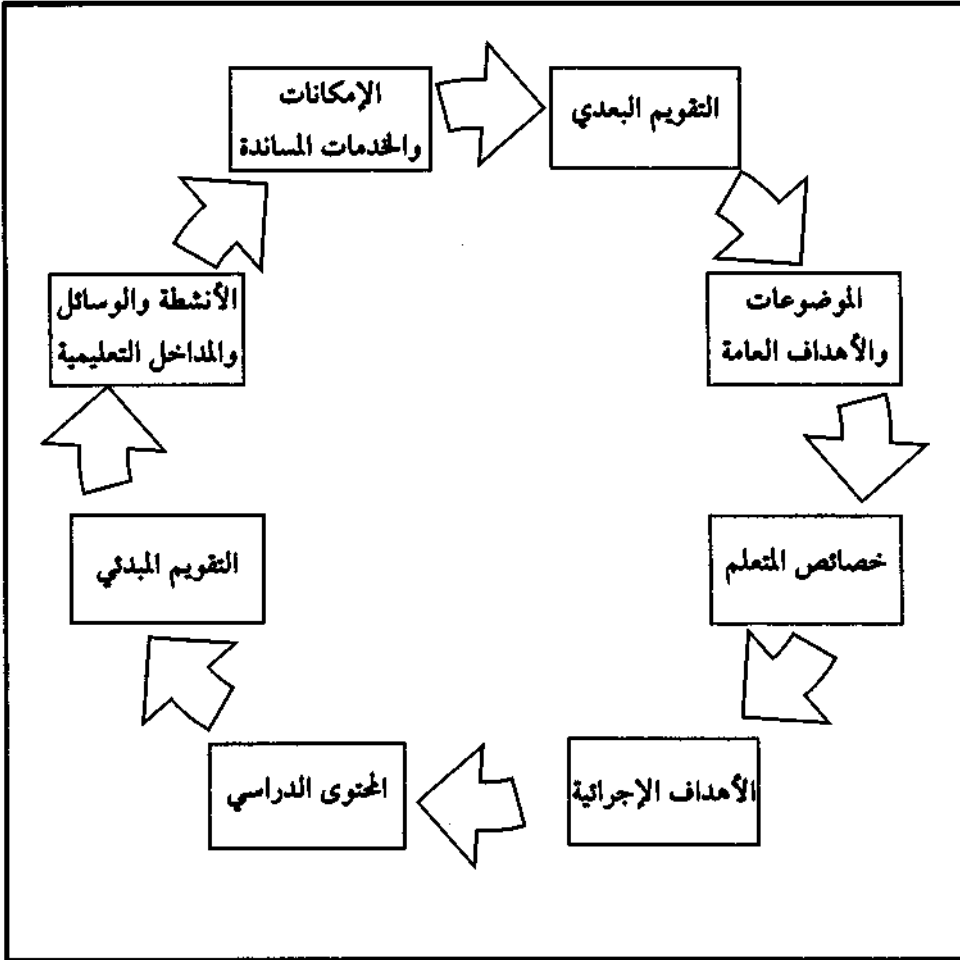 الإمكانات
والخدمات المساندة
التقويم البعدي
الموضوعات
والأهداف العامة
خصائص المتعلم
الأهداف الإجرائية
المحتوى الدراسي
التقويم المبدئي
الأنشطة والوسائل
والمداخل التعليمية